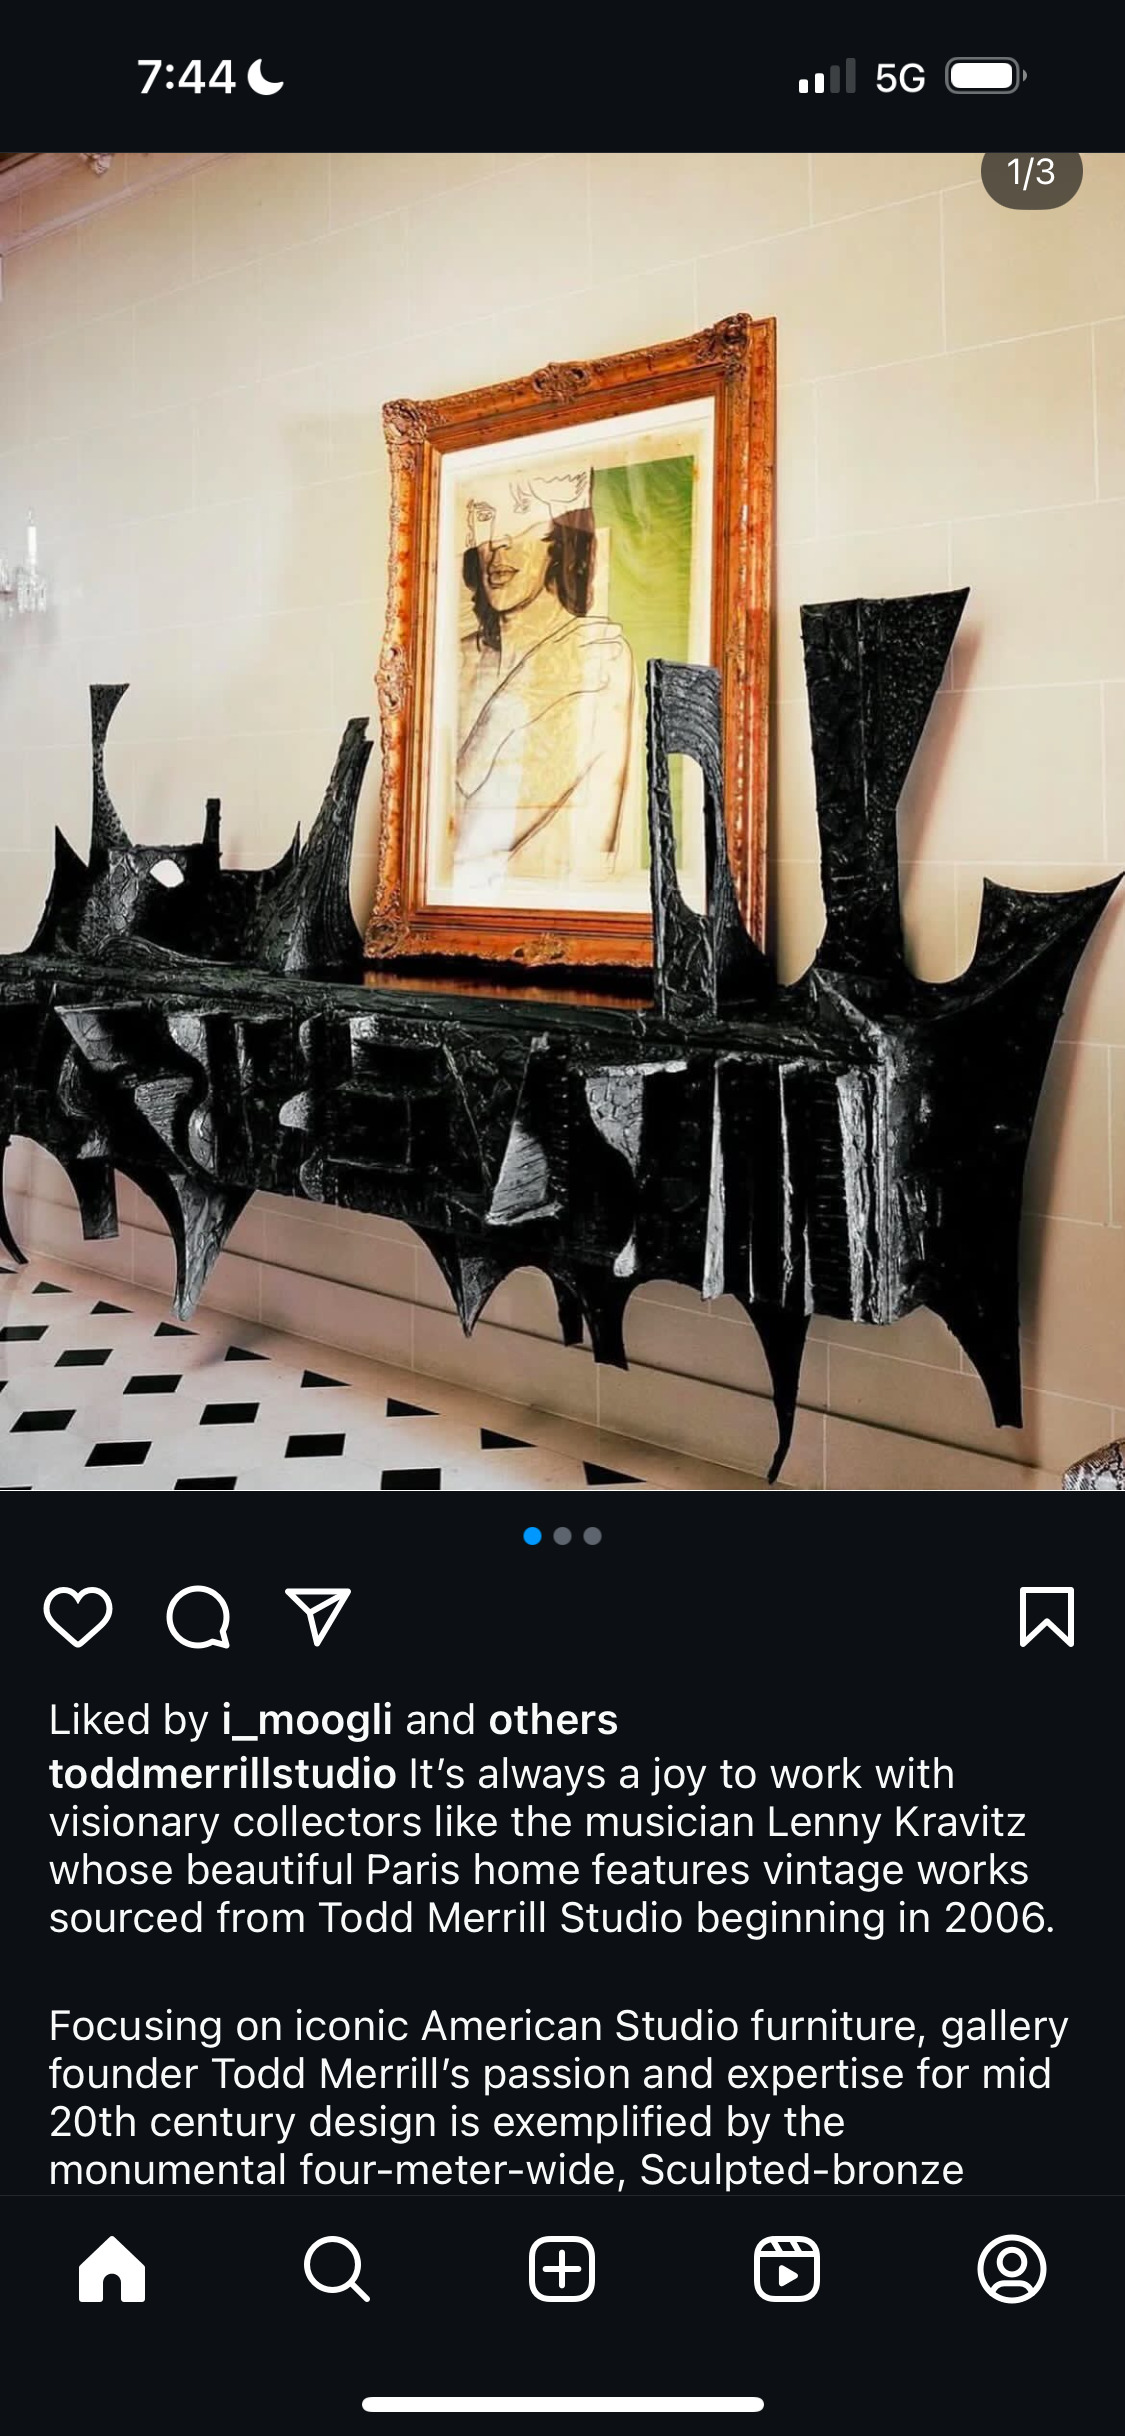 7:44
5G
1/3
Liked by i_moogli and others
toddmerrillstudio It’s always a joy to work with
visionary collectors like the musician Lenny Kravitz
whose beautiful Paris home features vintage works
sourced from Todd Merrill Studio beginning in 2006.
Focusing on iconic American Studio furniture, gallery
founder Todd Merrill’s passion and expertise for mid
20th century design is exemplified by the
monumental four-meter-wide, Sculpted-bronze